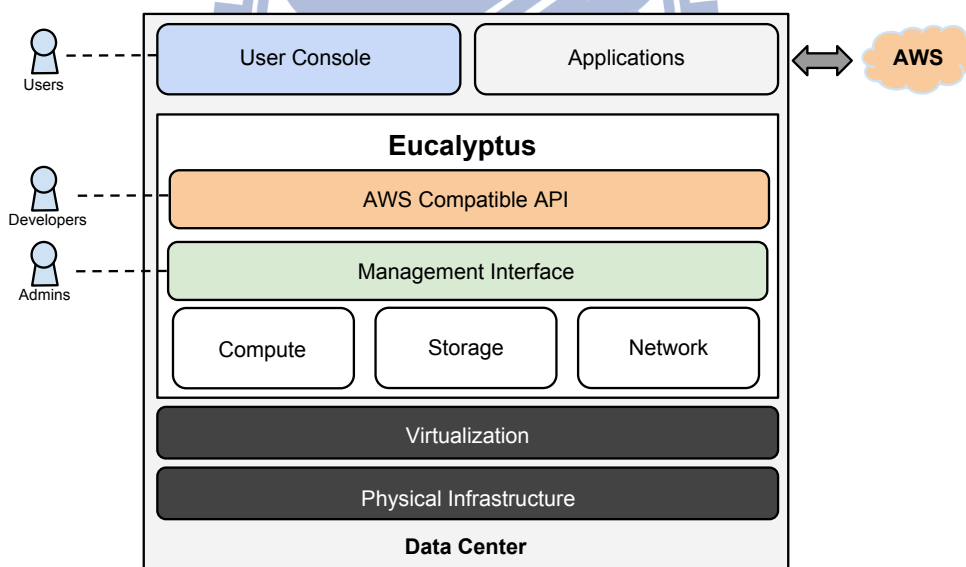 User Console
Applications
AWS
Users
Eucalyptus
AWS Compatible API
Developers
Management Interface
Admins
Compute
Storage
Network
Virtualization
Physical Infrastructure
Data Center